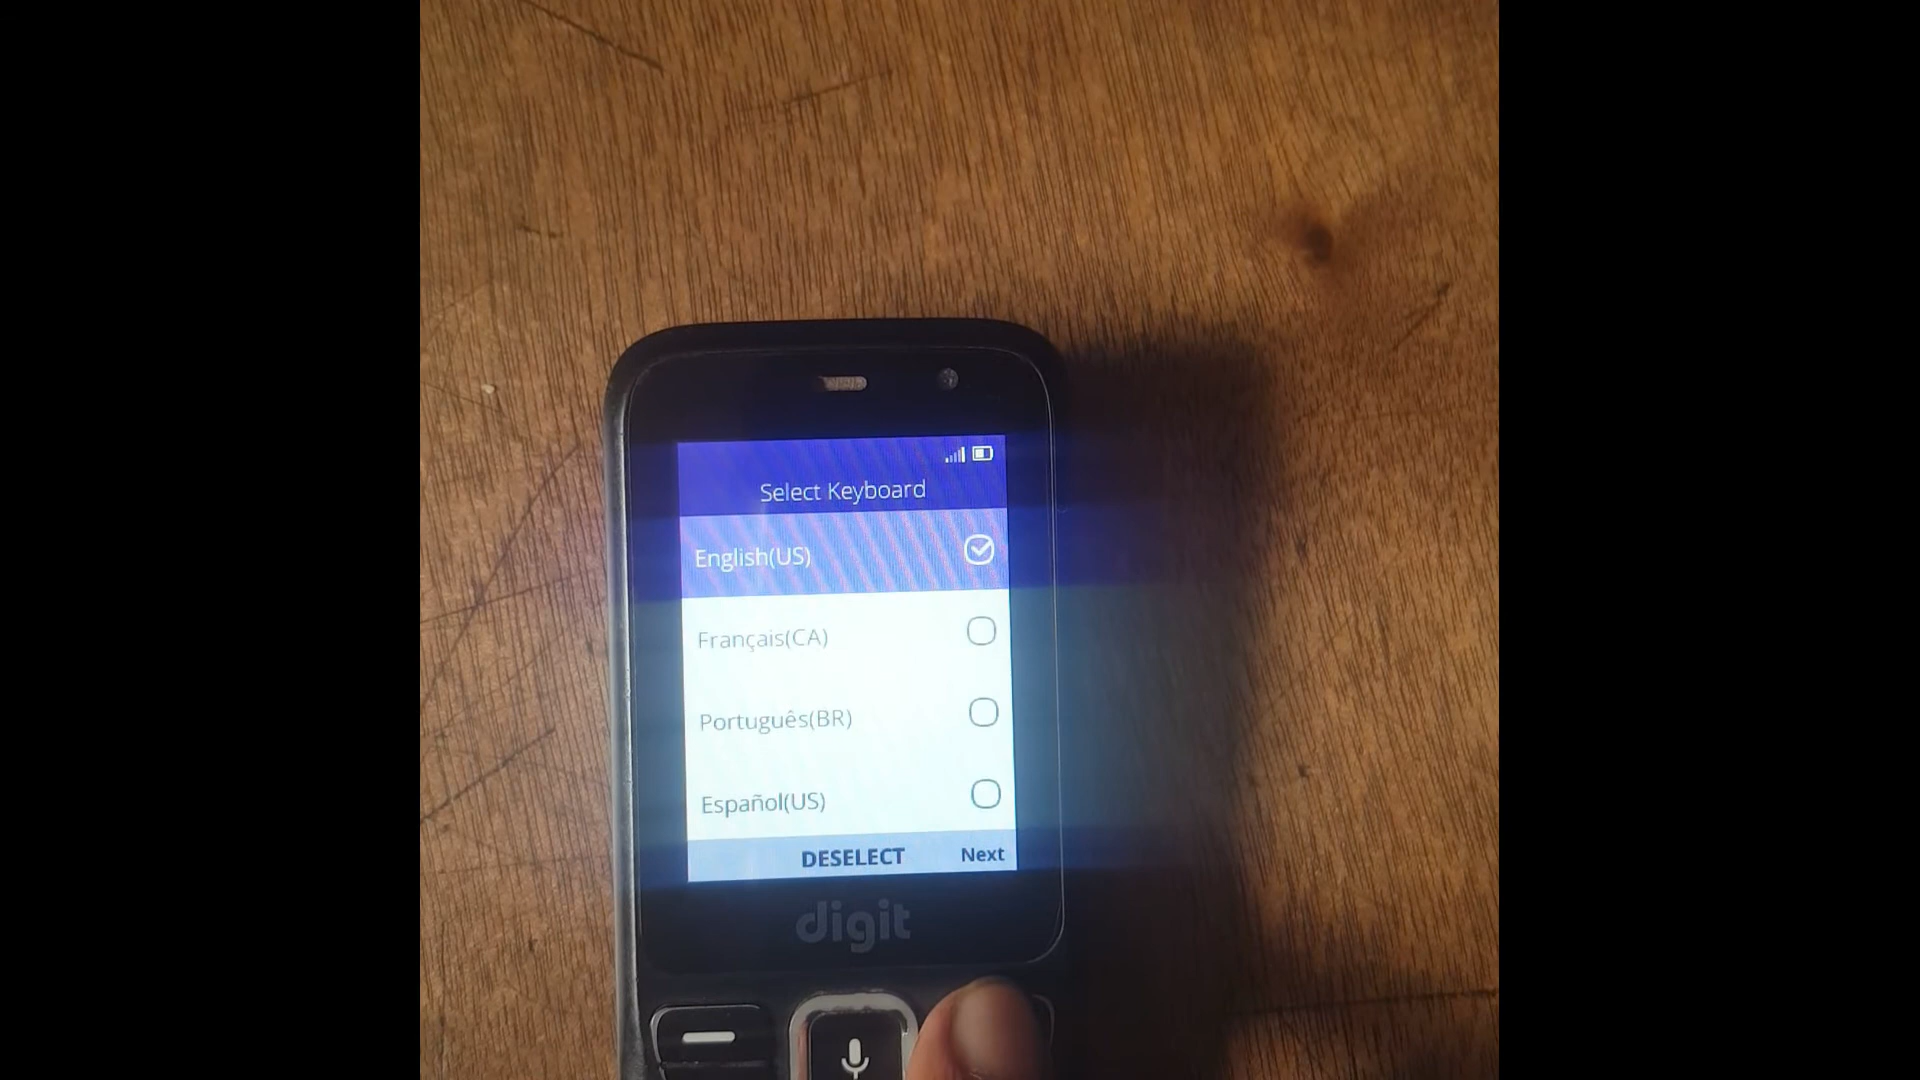 Select Keyboard
English(US)
Français(CA)
Português(BR)
Español(US)
DESELECT Next
digit